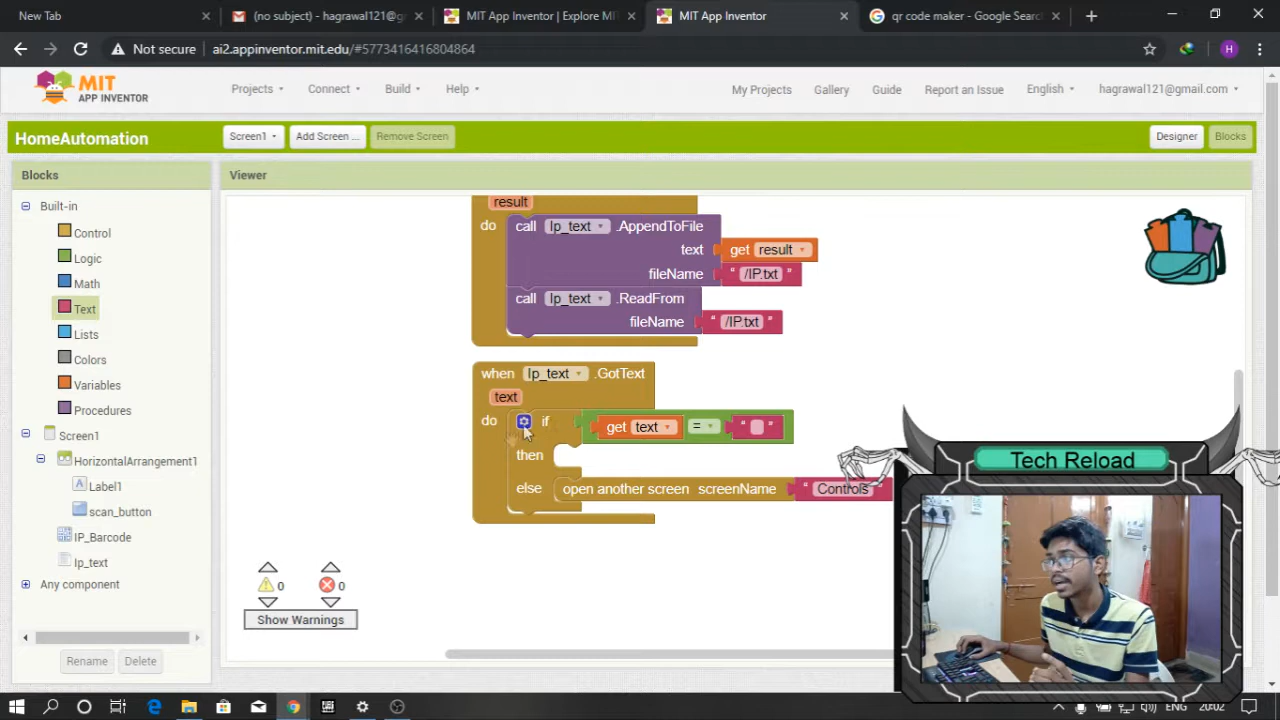 New Tab
(no subject) - hagrawal121@g
MIT App Inventor | Explore MIT
MIT App Inventor
qr code maker - Google Search
Not secure
ai2.appinventor.mit.edu/#5773416416804864
H
MIT
APP INVENTOR
Projects
Connect
Build
Help
My Projects
Gallery
Guide
Report an Issue
English
hagrawal121@gmail.com
HomeAutomation
Screen1
Add Screen ...
Remove Screen
Designer
Blocks
Blocks
Viewer
Built-in
Control
Logic
Math
Text
Lists
Colors
Variables
Procedures
Screen1
HorizontalArrangement1
Label1
scan_button
IP_Barcode
Ip_text
Any component
Rename
Delete
result
do
call Ip_text .AppendToFile
text get result
fileName "/IP.txt"
call Ip_text .ReadFrom
fileName "/IP.txt"
when Ip_text .GotText
text
do if get text = " "
then
else open another screen screenName "Controls"
0
0
Show Warnings
Tech Reload
ENG
20:02